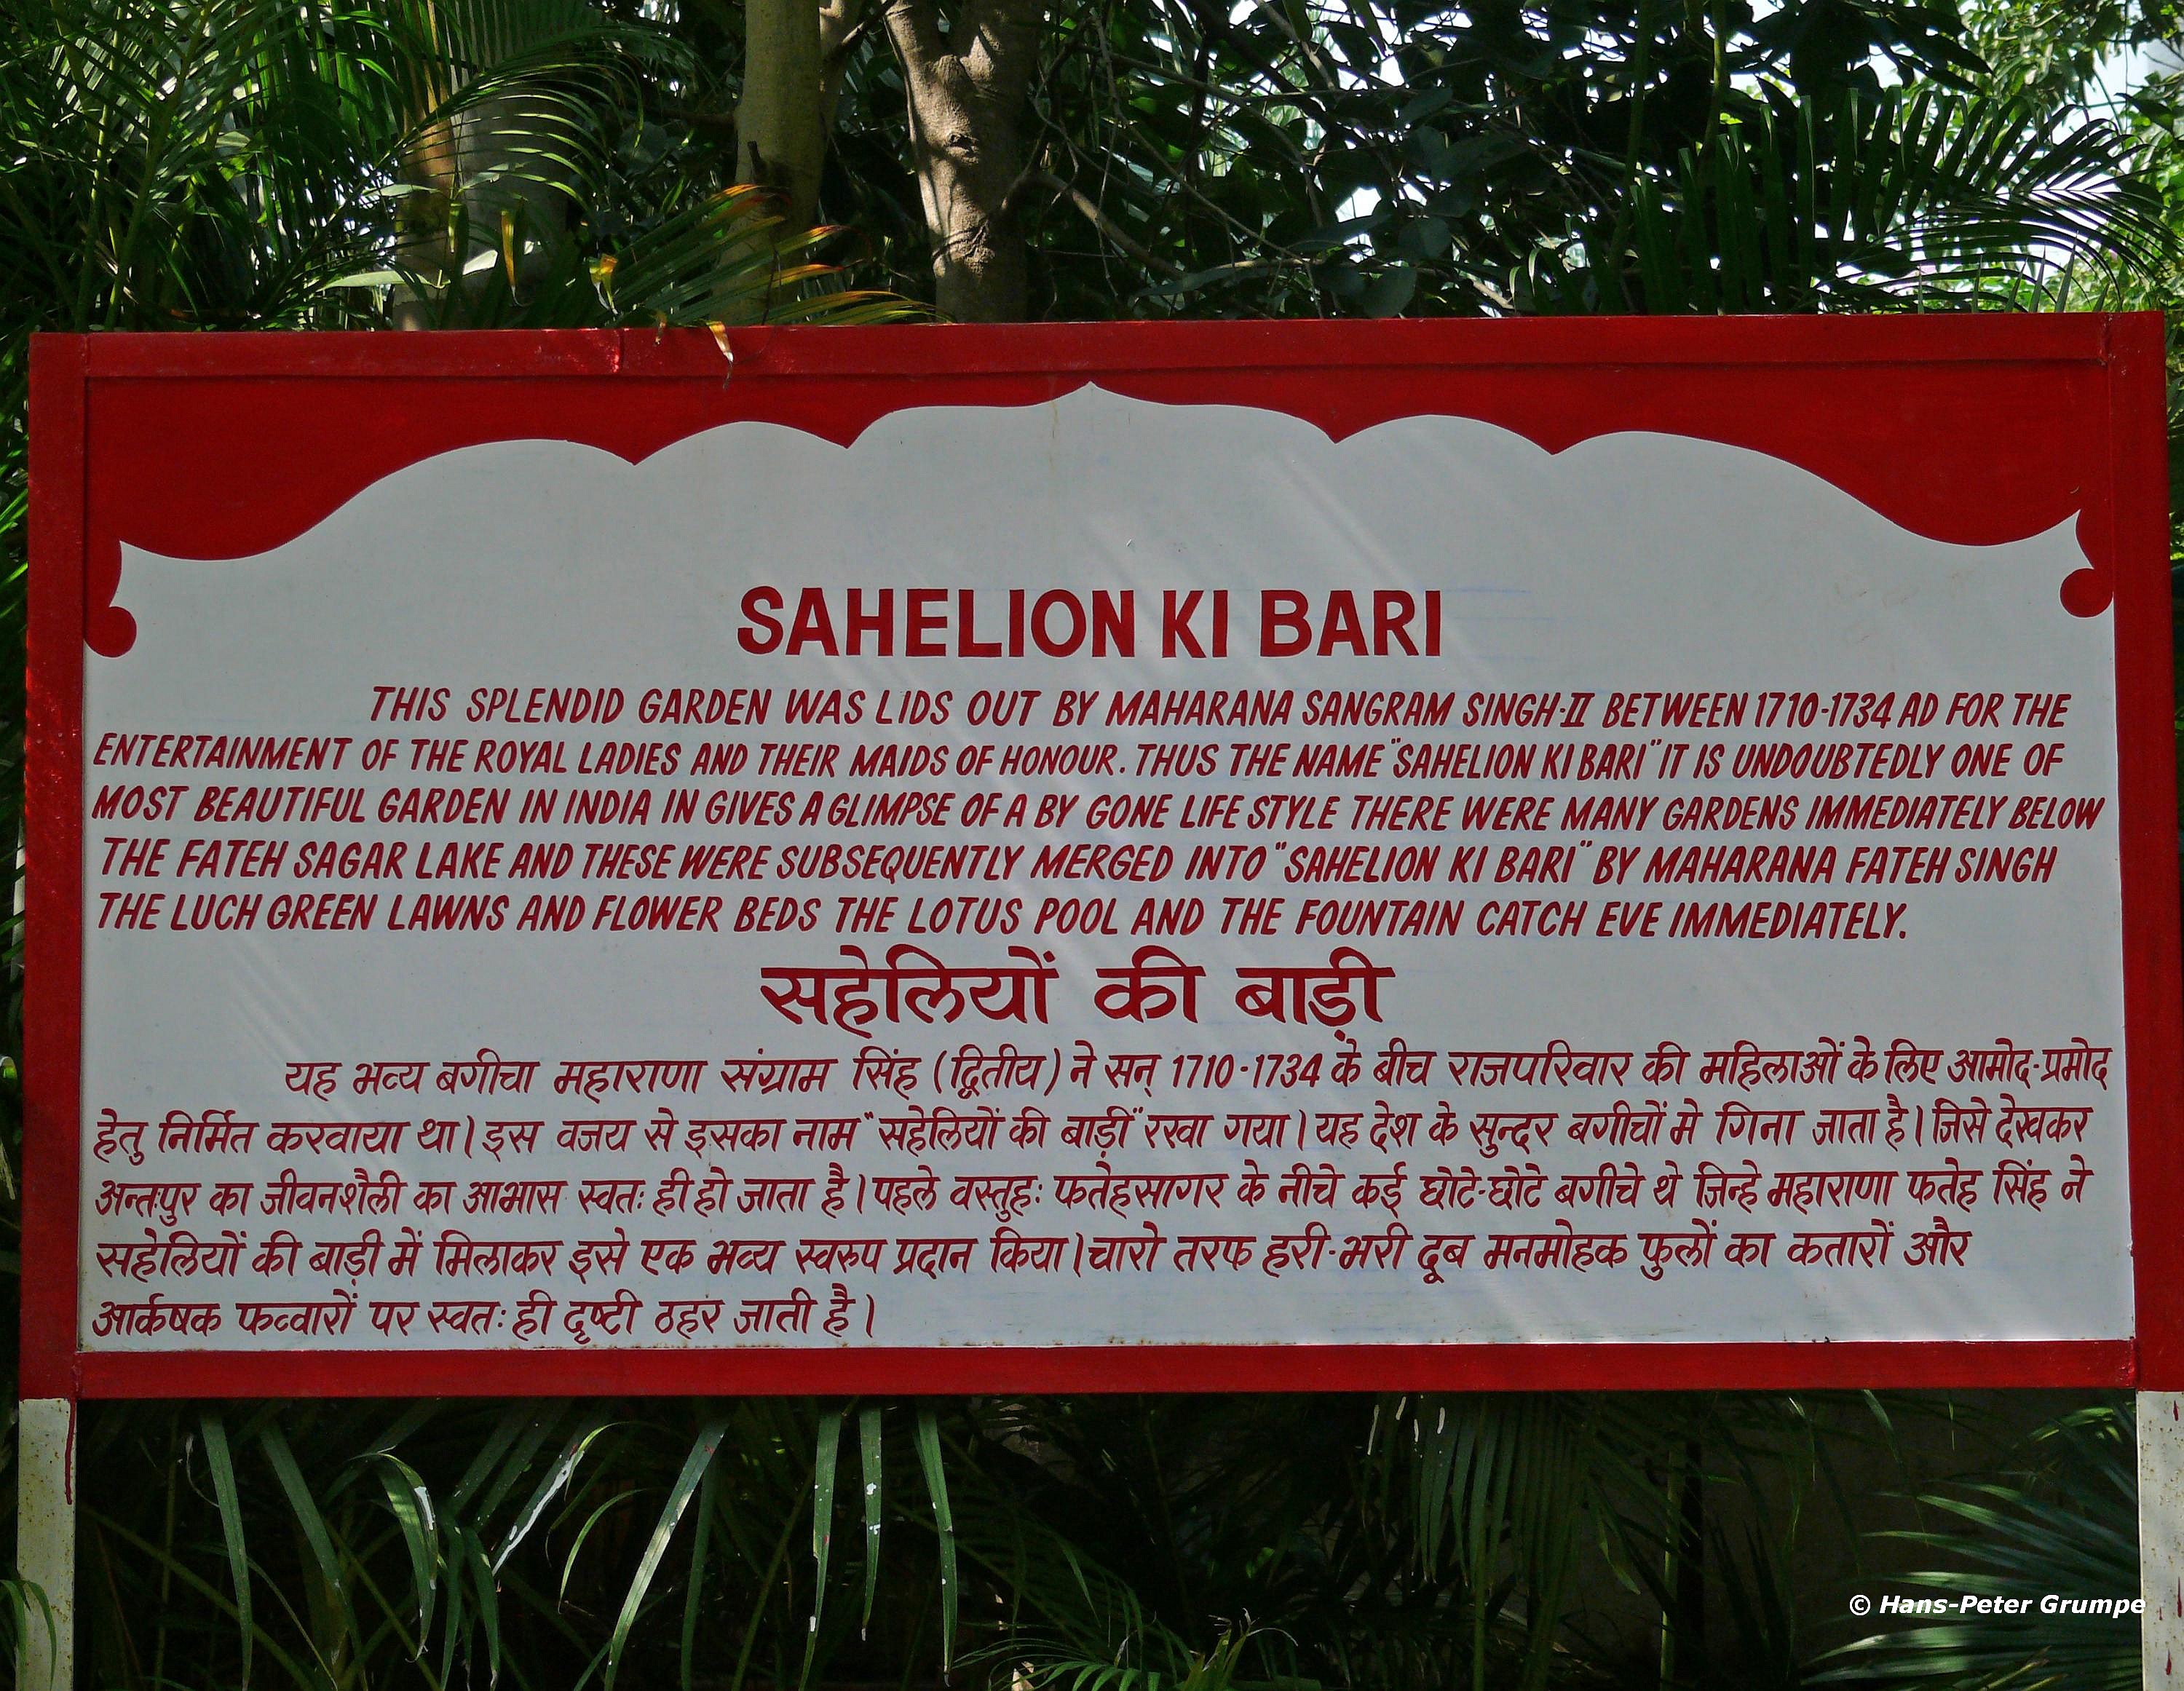 SAHELION KI BARI
THIS SPLENDID GARDEN WAS LIDS OUT BY MAHARANA SANGRAM SINGH-II BETWEEN 1710-1734 AD FOR THE
ENTERTAINMENT OF THE ROYAL LADIES AND THEIR MAIDS OF HONOUR. THUS THE NAME "SAHELION KI BARI" IT IS UNDOUBTEDLY ONE OF
MOST BEAUTIFUL GARDEN IN INDIA IN GIVES A GLIMPSE OF A BY GONE LIFE STYLE THERE WERE MANY GARDENS IMMEDIATELY BELOW
THE FATEH SAGAR LAKE AND THESE WERE SUBSEQUENTLY MERGED INTO "SAHELION KI BARI" BY MAHARANA FATEH SINGH
THE LUCH GREEN LAWNS AND FLOWER BEDS THE LOTUS POOL AND THE FOUNTAIN CATCH EVE IMMEDIATELY.
सहेलियों की बाड़ी
यह भव्य बगीचा महाराणा संग्राम सिंह (द्वितीय) ने सन् 1710-1734 के बीच राजपरिवार की महिलाओं के लिए आमोद-प्रमोद
हेतु निर्मित करवाया था। इस वजय से इसका नाम "सहेलियों की बाड़ी" रखा गया। यह देश के सुन्दर बगीचों मे गिना जाता है। जिसे देखकर
अन्तःपुर का जीवनशैली का आभास स्वतः ही हो जाता है। पहले वस्तुहः फतेहसागर के नीचे कई छोटे-छोटे बगीचे थे जिन्हे महाराणा फतेह सिंह ने
सहेलियों की बाड़ी में मिलाकर इसे एक भव्य स्वरुप प्रदान किया। चारो तरफ हरी-भरी दूब मनमोहक फुलों का कतारों और
आर्कषक फव्वारों पर स्वतः ही दृष्टी ठहर जाती है।
© Hans-Peter Grumpe